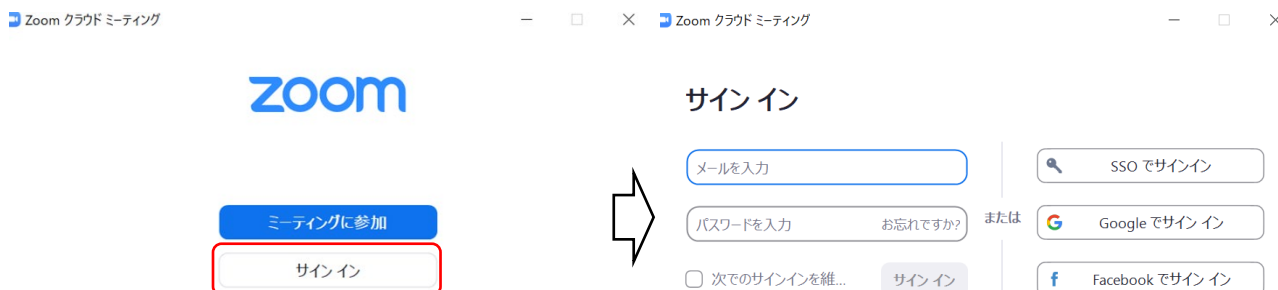 Zoom クラウド ミーティング
zoom
ミーティングに参加
サイン イン
Zoom クラウド ミーティング
サイン イン
メールを入力
パスワードを入力 お忘れですか?
次でのサインインを維... サイン イン
または
SSO でサインイン
Google でサイン イン
Facebook でサイン イン